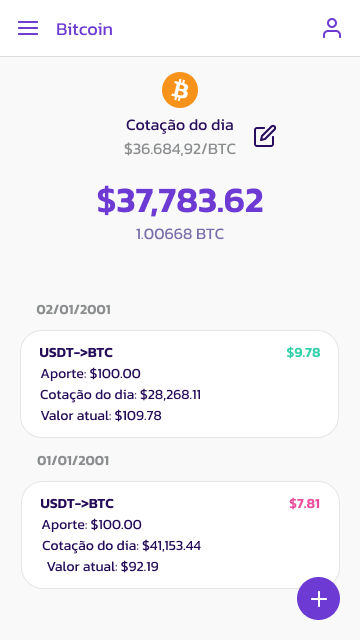 Bitcoin
Cotação do dia
$36.684,92/BTC
$37,783.62
1.00668 BTC
02/01/2001
USDT->BTC $9.78
Aporte: $100.00
Cotação do dia: $28,268.11
Valor atual: $109.78
01/01/2001
USDT->BTC $7.81
Aporte: $100.00
Cotação do dia: $41,153.44
Valor atual: $92.19